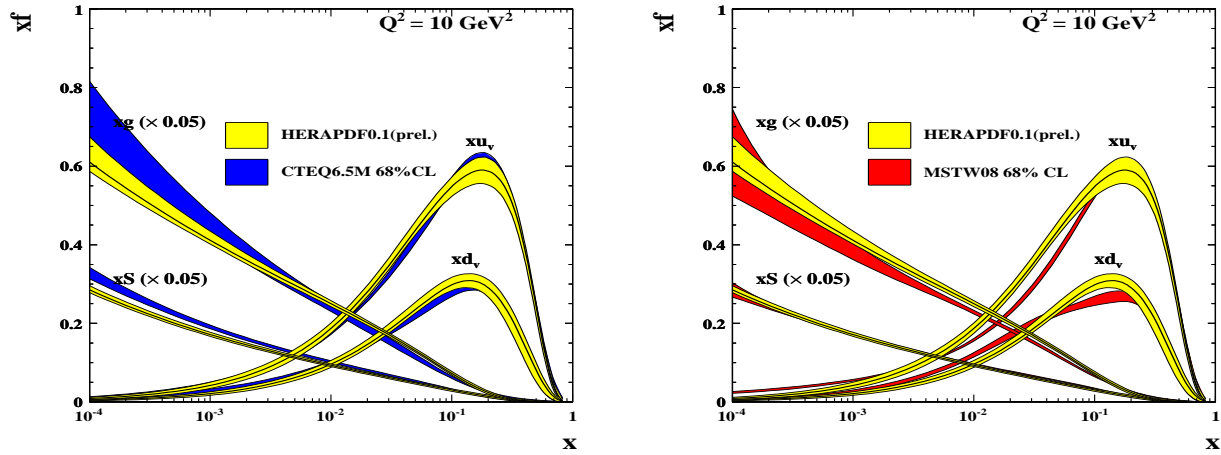 xf
1
0.8
0.6
0.4
0.2
0
Q² = 10 GeV²
xg (× 0.05)
HERAPDF0.1(prel.)
CTEQ6.5M 68%CL
xuᵥ
xdᵥ
xS (× 0.05)
10⁻⁴ 10⁻³ 10⁻² 10⁻¹ 1
x
xf
1
0.8
0.6
0.4
0.2
0
Q² = 10 GeV²
xg (× 0.05)
HERAPDF0.1(prel.)
MSTW08 68% CL
xuᵥ
xdᵥ
xS (× 0.05)
10⁻⁴ 10⁻³ 10⁻² 10⁻¹ 1
x